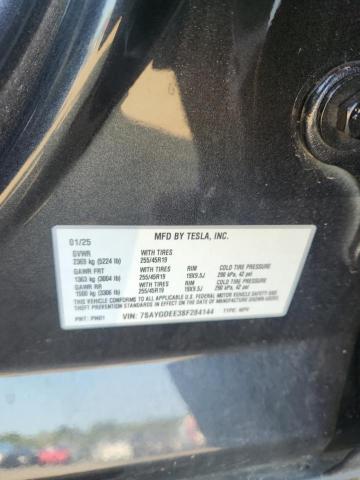 MFD BY TESLA, INC.
01/25
GVWR WITH TIRES
2369 kg (5224 lb) 255/45R19
GAWR FRT WITH TIRES RIM COLD TIRE PRESSURE
1363 kg (3004 lb) 255/45R19 19X9.5J 290 kPa, 42 psi
GAWR RR WITH TIRES RIM COLD TIRE PRESSURE
1500 kg (3306 lb) 255/45R19 19X9.5J 290 kPa, 42 psi
THIS VEHICLE CONFORMS TO ALL APPLICABLE U.S. FEDERAL MOTOR VEHICLE SAFETY AND
THEFT PREVENTION STANDARDS IN EFFECT ON THE DATE OF MANUFACTURE SHOWN ABOVE.
PNT: PN01 VIN: 7SAYGDEE3SF284144 TYPE: MPV